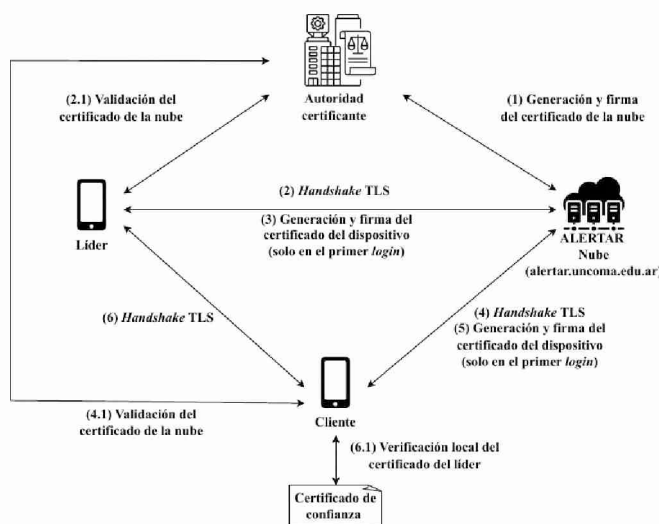 Autoridad
certificante
(2.1) Validación del
certificado de la nube
(1) Generación y firma
del certificado de la nube
Líder
(2) Handshake TLS
(3) Generación y firma del
certificado del dispositivo
(solo en el primer login)
ALERTAR
Nube
(alertar.uncoma.edu.ar)
(6) Handshake TLS
(4) Handshake TLS
(5) Generación y firma del
certificado del dispositivo
(solo en el primer login)
(4.1) Validación del
certificado de la nube
Cliente
(6.1) Verificación local del
certificado del líder
Certificado de
confianza